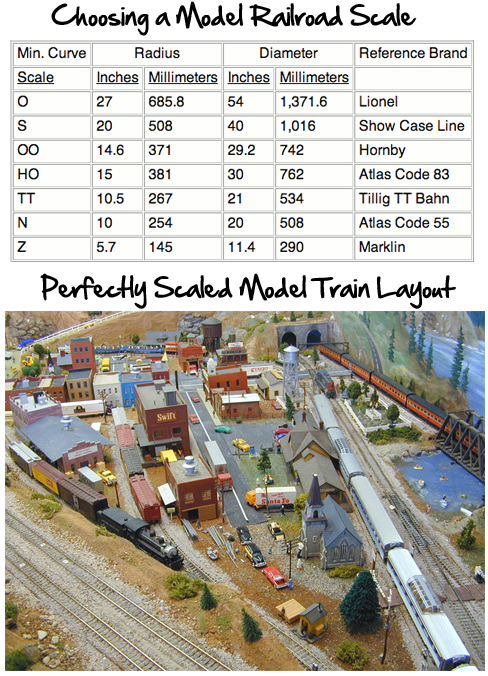 Choosing a Model Railroad Scale
Min. Curve Radius Diameter Reference Brand
Scale Inches Millimeters Inches Millimeters
O 27 685.8 54 1,371.6 Lionel
S 20 508 40 1,016 Show Case Line
OO 14.6 371 29.2 742 Hornby
HO 15 381 30 762 Atlas Code 83
TT 10.5 267 21 534 Tillig TT Bahn
N 10 254 20 508 Atlas Code 55
Z 5.7 145 11.4 290 Marklin
Perfectly Scaled Model Train Layout
Swift
Santa Fe